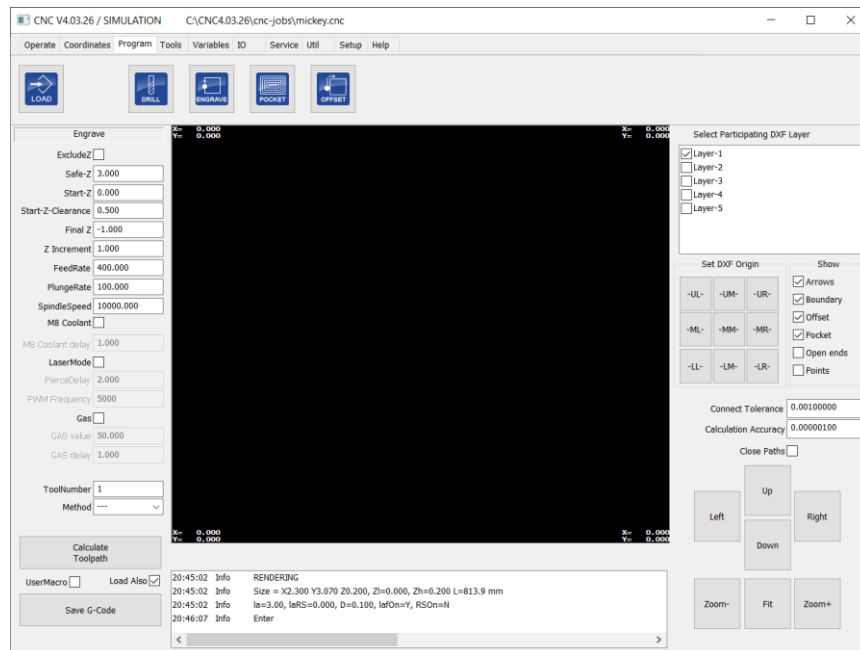 CNC V4.03.26 / SIMULATION C:\CNC4.03.26\cnc-jobs\mickey.cnc
Operate Coordinates Program Tools Variables IO Service Util Setup Help
LOAD DRILL ENGRAVE POCKET OFFSET
Engrave
ExcludeZ
Safe-Z 3.000
Start-Z 0.000
Start-Z-Clearance 0.500
Final Z -1.000
Z Increment 1.000
FeedRate 400.000
PlungeRate 100.000
SpindleSpeed 10000.000
M8 Coolant
M8 Coolant delay 1.000
LaserMode
PierceDelay 2.000
PWM Frequency 5000
Gas
GAS value 50.000
GAS delay 1.000
ToolNumber 1
Method ---
Calculate
Toolpath
UserMacro Load Also
Save G-Code
X= 0.000 X= 0.000
Y= 0.000 Y= 0.000
X= 0.000 X= 0.000
Y= 0.000 Y= 0.000
20:45:02 Info RENDERING
20:45:02 Info Size = X2.300 Y3.070 Z0.200, Zl=0.000, Zh=0.200 L=813.9 mm
20:45:02 Info la=3.00, laRS=0.000, D=0.100, lafOn=Y, RSOn=N
20:46:07 Info Enter
Select Participating DXF Layer
Layer-1
Layer-2
Layer-3
Layer-4
Layer-5
Set DXF Origin
-UL- -UM- -UR-
-ML- -MM- -MR-
-LL- -LM- -LR-
Show
Arrows
Boundary
Offset
Pocket
Open ends
Points
Connect Tolerance 0.00100000
Calculation Accuracy 0.00000100
Close Paths
Up
Left Right
Down
Zoom- Fit Zoom+